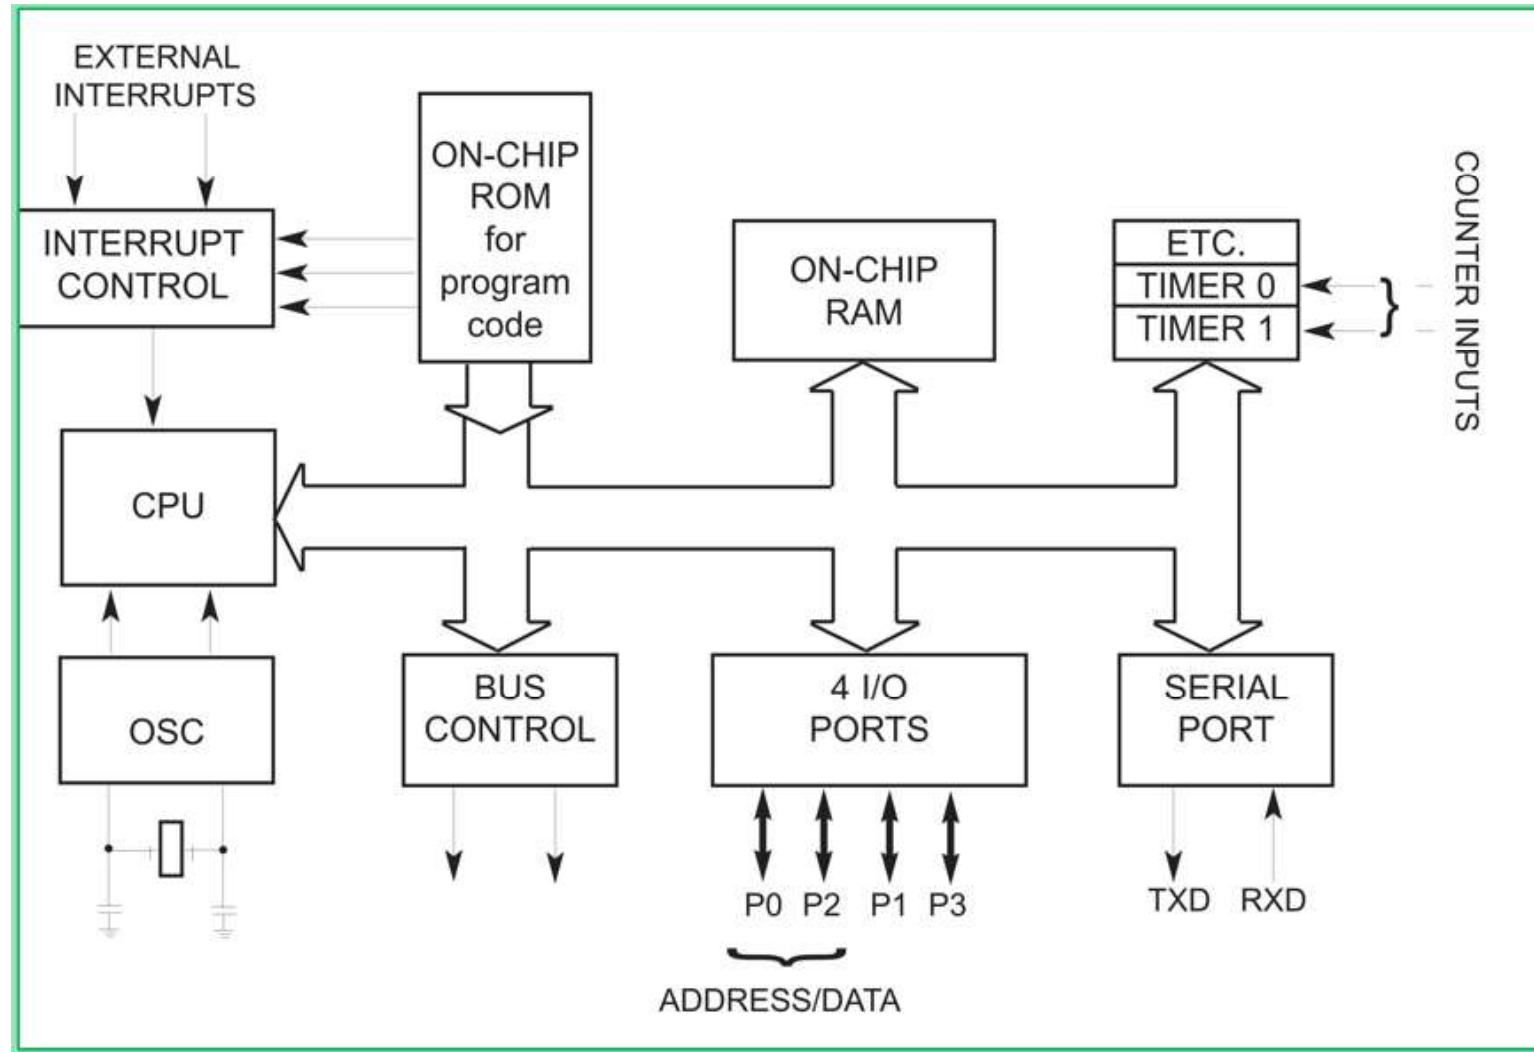 EXTERNAL
INTERRUPTS
INTERRUPT
CONTROL
ON-CHIP
ROM
for
program
code
ON-CHIP
RAM
ETC.
TIMER 0
TIMER 1
COUNTER INPUTS
CPU
OSC
BUS
CONTROL
4 I/O
PORTS
SERIAL
PORT
P0 P2 P1 P3
TXD RXD
ADDRESS/DATA